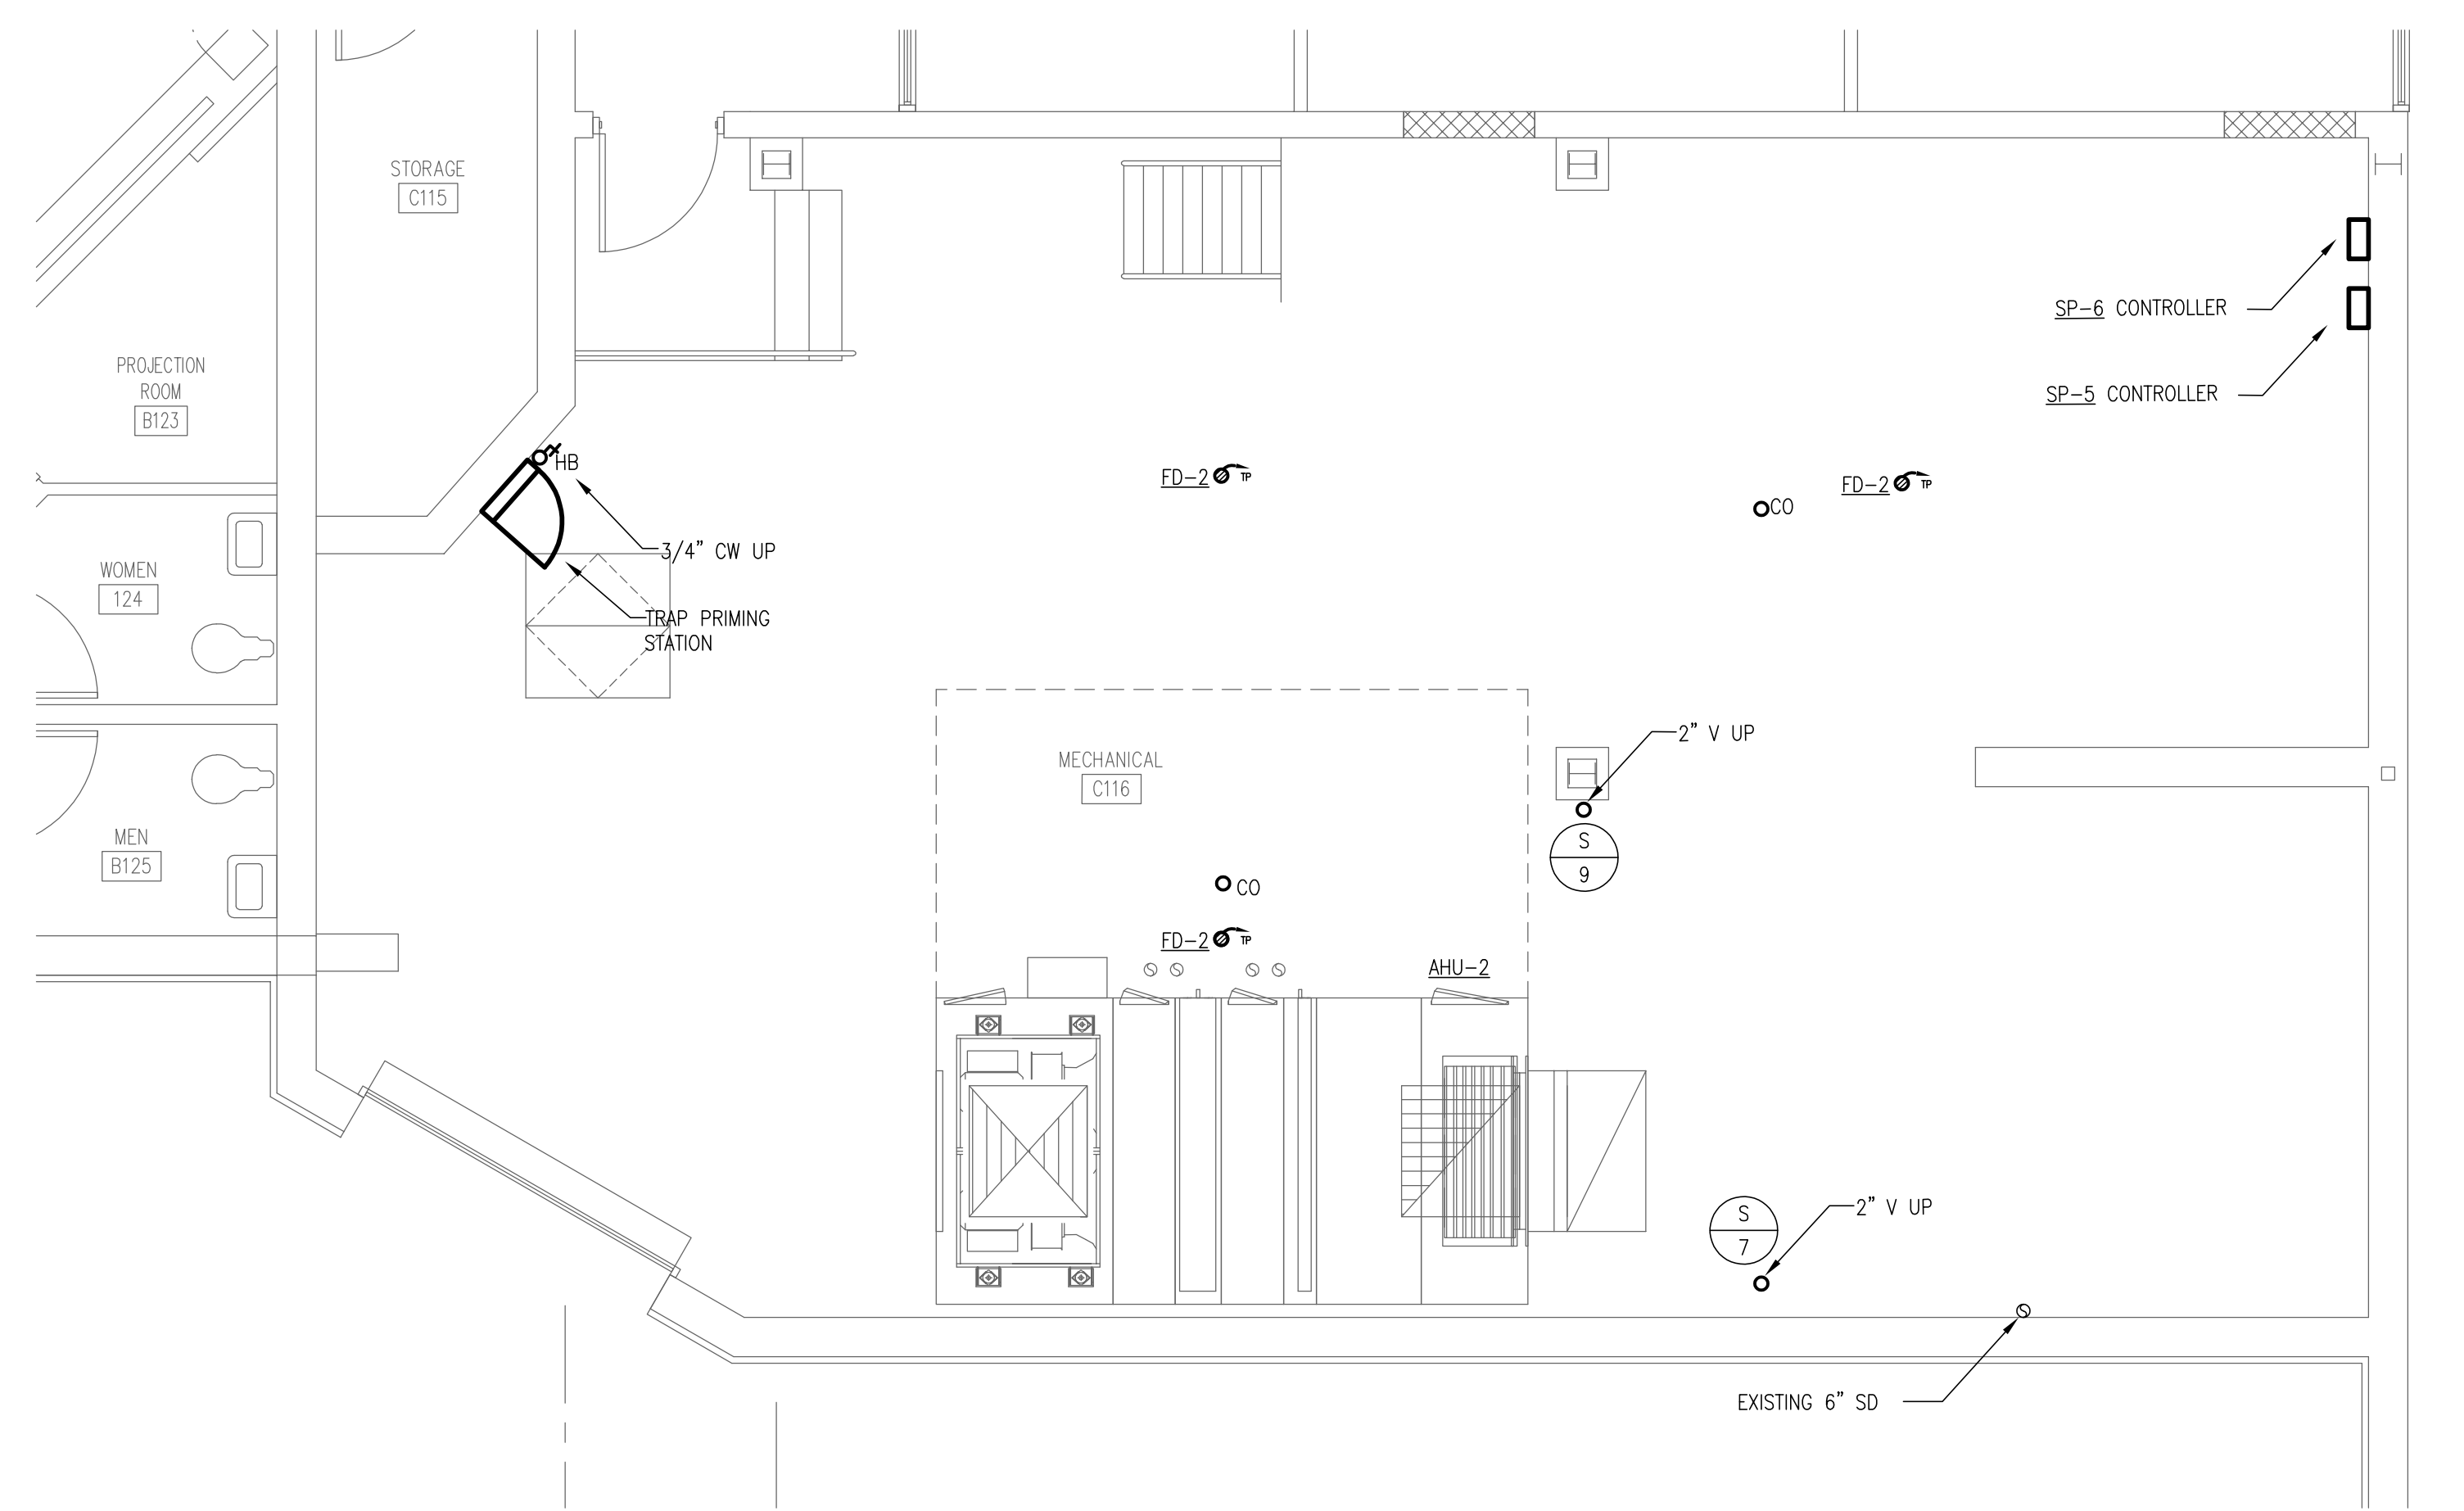 STORAGE
C115
SP-6 CONTROLLER
SP-5 CONTROLLER
PROJECTION
ROOM
B123
HB
FD-2 TP
FD-2 TP
CO
3/4" CW UP
WOMEN
124
TRAP PRIMING
STATION
2" V UP
MECHANICAL
C116
MEN
B125
S
9
CO
FD-2 TP
AHU-2
S
7
2" V UP
EXISTING 6" SD